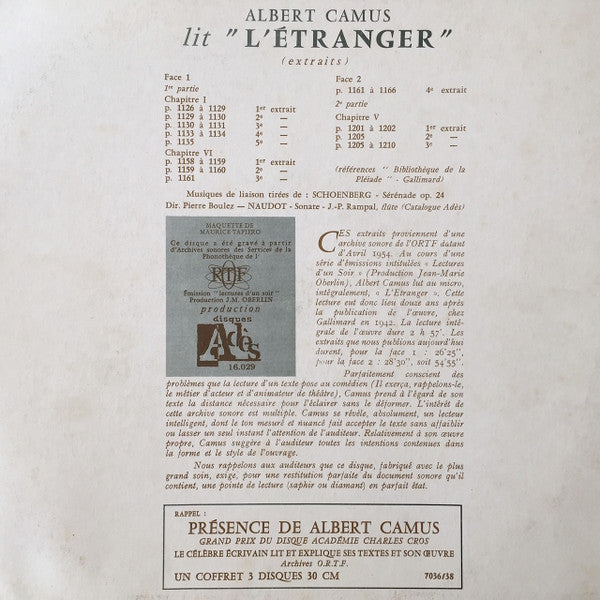 ALBERT CAMUS
lit " L'ÉTRANGER "
(extraits)
Face 1
1re partie
Chapitre I
p. 1126 à 1129 1er extrait
p. 1129 à 1130 2e —
p. 1130 à 1131 3e —
p. 1133 à 1134 4e —
p. 1135 5e —
Chapitre VI
p. 1158 à 1159 1er extrait
p. 1159 à 1160 2e —
p. 1161 3e —
Face 2
p. 1161 à 1166 4e extrait
2e partie
Chapitre V
p. 1201 à 1202 1er extrait
p. 1205 2e —
p. 1205 à 1210 3e —
(références " Bibliothèque de la
Pléiade " - Gallimard)
Musiques de liaison tirées de : SCHOENBERG - Sérénade op. 24
Dir. Pierre Boulez — NAUDOT - Sonate - J.-P. Rampal, flûte (Catalogue Adès)
MAQUETTE DE
MAURICE TAPIERO
Ce disque a été gravé à partir
d'Archives sonores des Services de la
Phonothèque de l'
RTF
Émission "lectures d'un soir"
Production J.M. OBERLIN
production
disques
Adès
16.029
CES extraits proviennent d'une
archive sonore de l'ORTF datant
d'Avril 1954. Au cours d'une
série d'émissions intitulées « Lectures
d'un Soir » (Production Jean-Marie
Oberlin), Albert Camus lut au micro,
intégralement, « L'Etranger ». Cette
lecture eut donc lieu douze ans après
la publication de l'œuvre, chez
Gallimard en 1942. La lecture inté-
grale de l'œuvre dure 2 h 57'. Les
extraits que nous publions aujourd'hui
durent, pour la face 1 : 26'25",
pour la face 2 : 28'30", soit 54'55".
Parfaitement conscient des
problèmes que la lecture d'un texte pose au comédien (Il exerça, rappelons-le,
le métier d'acteur et d'animateur de théâtre), Camus prend à l'égard de son
texte la distance nécessaire pour l'éclairer sans le déformer. L'intérêt de
cette archive sonore est multiple. Camus se révèle, absolument, un lecteur
intelligent, dont le ton mesuré et nuancé fait accepter le texte sans affaiblir
ou lasser un seul instant l'attention de l'auditeur. Relativement à son œuvre
propre, Camus suggère à l'auditeur toutes les intentions contenues dans
la forme et le style de l'ouvrage.
Nous rappelons aux auditeurs que ce disque, fabriqué avec le plus
grand soin, exige, pour une restitution parfaite du document sonore qu'il
contient, une pointe de lecture (saphir ou diamant) en parfait état.
RAPPEL :
PRÉSENCE DE ALBERT CAMUS
GRAND PRIX DU DISQUE ACADÉMIE CHARLES CROS
LE CÉLÈBRE ÉCRIVAIN LIT ET EXPLIQUE SES TEXTES ET SON ŒUVRE
Archives O.R.T.F.
UN COFFRET 3 DISQUES 30 CM 7036/38